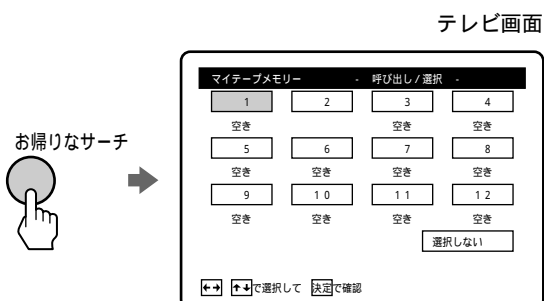 テレビ画面
マイテープメモリー - 呼び出し/選択 -
1 2 3 4
空き 空き 空き
5 6 7 8
空き 空き 空き 空き
9 10 11 12
空き 空き 空き 空き
選択しない
←→ ↑↓で選択して 決定で確認
お帰りなサーチ